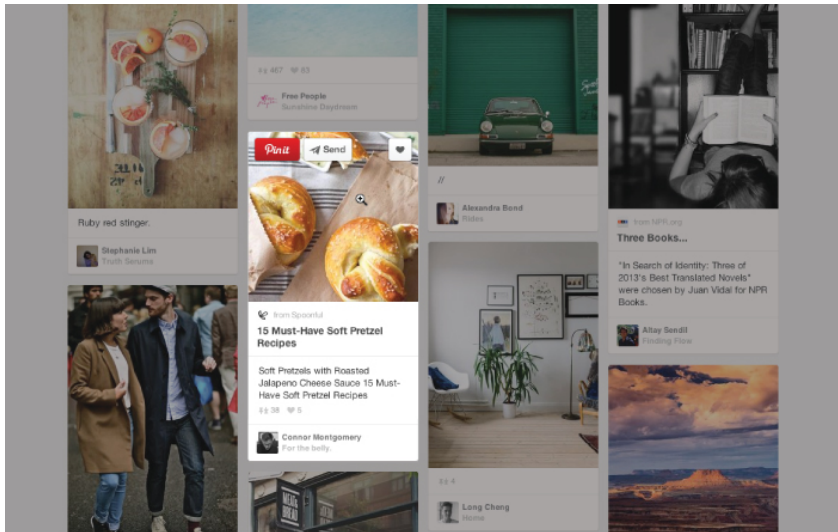 Ruby red stinger.
Stephanie Lim
Truth Serums
467 83
Free People
Sunshine Daydream
Pin it
Send
from Spoonful
15 Must-Have Soft Pretzel
Recipes
Soft Pretzels with Roasted
Jalapeno Cheese Sauce 15 Must-
Have Soft Pretzel Recipes
38 5
Connor Montgomery
For the belly.
MEAT &
BREAD
//
Alexandra Bond
Rides
4
Long Cheng
Home
from NPR.org
Three Books...
"In Search of Identity: Three of
2013's Best Translated Novels"
were chosen by Juan Vidal for NPR
Books.
Altay Sendil
Finding Flow